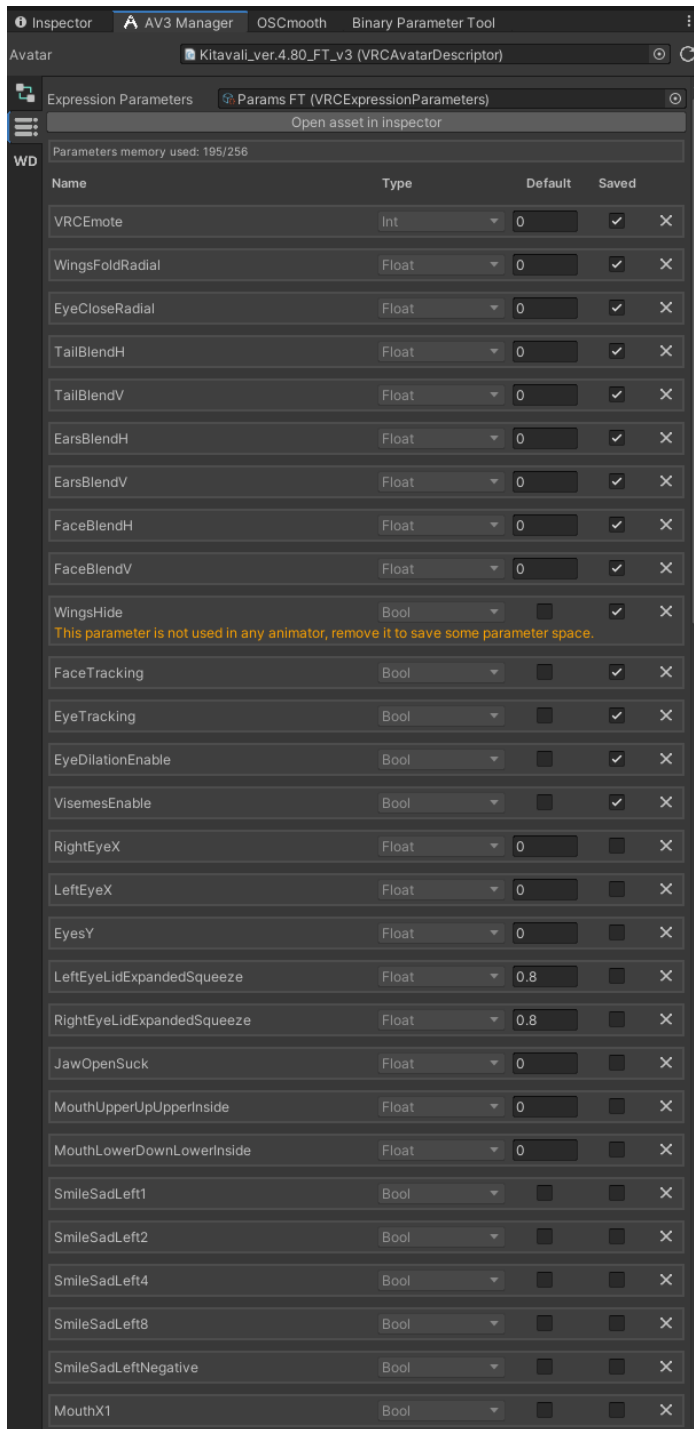 Inspector AV3 Manager OSCmooth Binary Parameter Tool
Avatar Kitavali_ver.4.80_FT_v3 (VRCAvatarDescriptor)
Expression Parameters Params FT (VRCExpressionParameters)
Open asset in inspector
WD
Parameters memory used: 195/256
Name Type Default Saved
VRCEmote Int 0
WingsFoldRadial Float 0
EyeCloseRadial Float 0
TailBlendH Float 0
TailBlendV Float 0
EarsBlendH Float 0
EarsBlendV Float 0
FaceBlendH Float 0
FaceBlendV Float 0
WingsHide Bool
This parameter is not used in any animator, remove it to save some parameter space.
FaceTracking Bool
EyeTracking Bool
EyeDilationEnable Bool
VisemesEnable Bool
RightEyeX Float 0
LeftEyeX Float 0
EyesY Float 0
LeftEyeLidExpandedSqueeze Float 0.8
RightEyeLidExpandedSqueeze Float 0.8
JawOpenSuck Float 0
MouthUpperUpUpperInside Float 0
MouthLowerDownLowerInside Float 0
SmileSadLeft1 Bool
SmileSadLeft2 Bool
SmileSadLeft4 Bool
SmileSadLeft8 Bool
SmileSadLeftNegative Bool
MouthX1 Bool